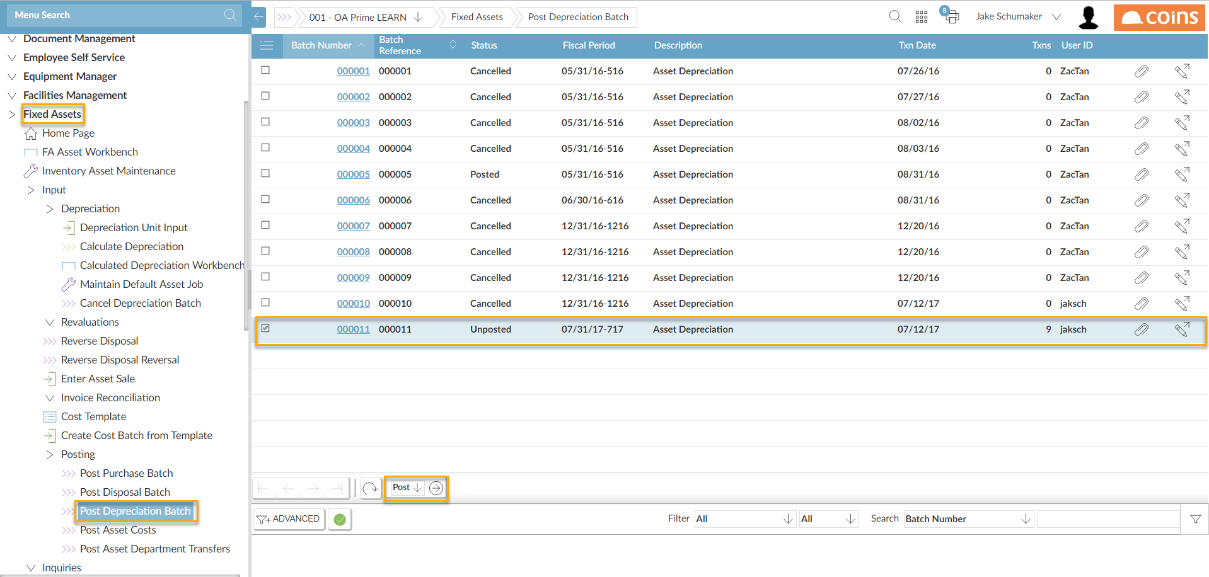 Menu Search
Document Management
Employee Self Service
Equipment Manager
Facilities Management
Fixed Assets
Home Page
FA Asset Workbench
Inventory Asset Maintenance
Input
Depreciation
Depreciation Unit Input
Calculate Depreciation
Calculated Depreciation Workbench
Maintain Default Asset Job
Cancel Depreciation Batch
Revaluations
Reverse Disposal
Reverse Disposal Reversal
Enter Asset Sale
Invoice Reconciliation
Cost Template
Create Cost Batch from Template
Posting
Post Purchase Batch
Post Disposal Batch
Post Depreciation Batch
Post Asset Costs
Post Asset Department Transfers
Inquiries
001 - OA Prime LEARN Fixed Assets Post Depreciation Batch 8 Jake Schumaker coins
Batch Number Batch Reference Status Fiscal Period Description Txn Date Txns User ID
000001 000001 Cancelled 05/31/16-516 Asset Depreciation 07/26/16 0 ZacTan
000002 000002 Cancelled 05/31/16-516 Asset Depreciation 07/27/16 0 ZacTan
000003 000003 Cancelled 05/31/16-516 Asset Depreciation 08/02/16 0 ZacTan
000004 000004 Cancelled 05/31/16-516 Asset Depreciation 08/03/16 0 ZacTan
000005 000005 Posted 05/31/16-516 Asset Depreciation 08/31/16 0 ZacTan
000006 000006 Cancelled 06/30/16-616 Asset Depreciation 08/31/16 0 ZacTan
000007 000007 Cancelled 12/31/16-1216 Asset Depreciation 12/20/16 0 ZacTan
000008 000008 Cancelled 12/31/16-1216 Asset Depreciation 12/20/16 0 ZacTan
000009 000009 Cancelled 12/31/16-1216 Asset Depreciation 12/20/16 0 ZacTan
000010 000010 Cancelled 12/31/16-1216 Asset Depreciation 07/12/17 0 jaksch
000011 000011 Unposted 07/31/17-717 Asset Depreciation 07/12/17 9 jaksch
Post
ADVANCED Filter All All Search Batch Number